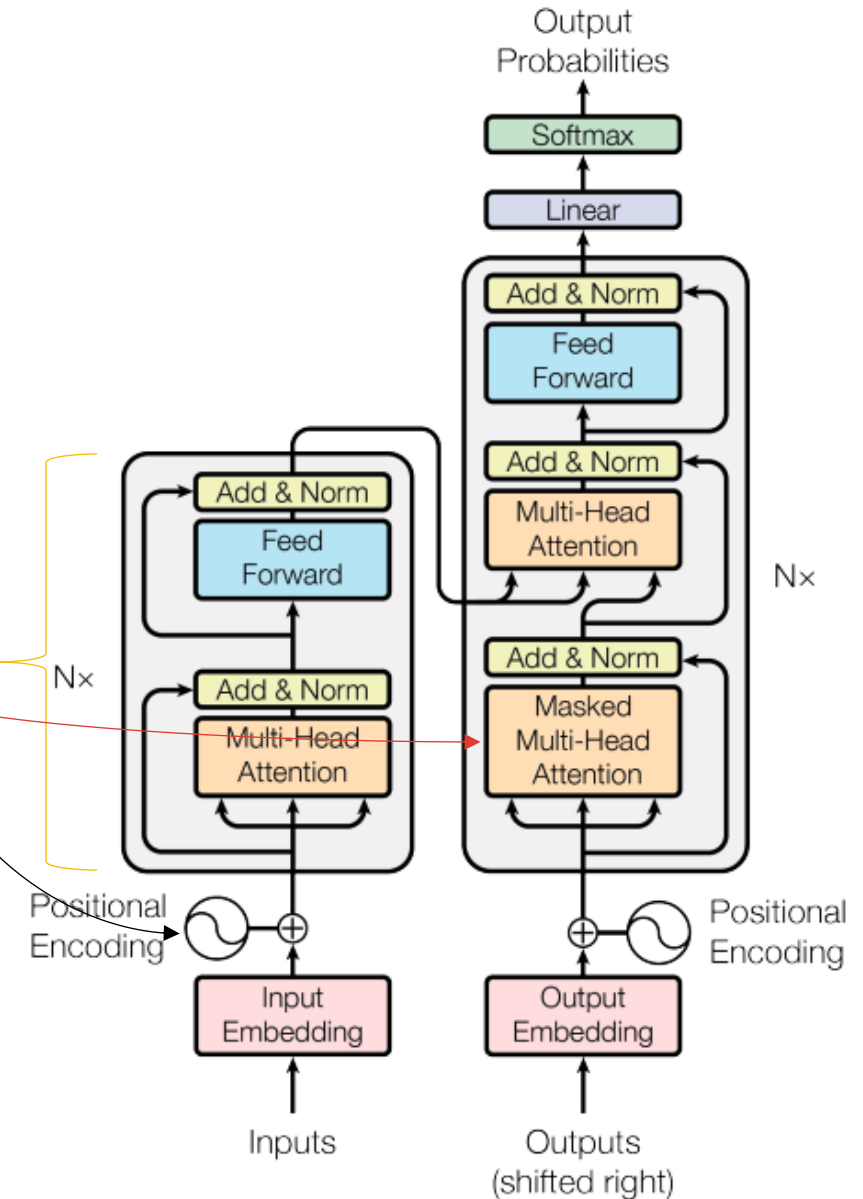 Output
Probabilities
Softmax
Linear
Add & Norm
Feed
Forward
Add & Norm
Multi-Head
Attention
Nx
Add & Norm
Masked
Multi-Head
Attention
Add & Norm
Feed
Forward
Nx
Add & Norm
Multi-Head
Attention
Positional
Encoding
Positional
Encoding
Input
Embedding
Output
Embedding
Inputs
Outputs
(shifted right)